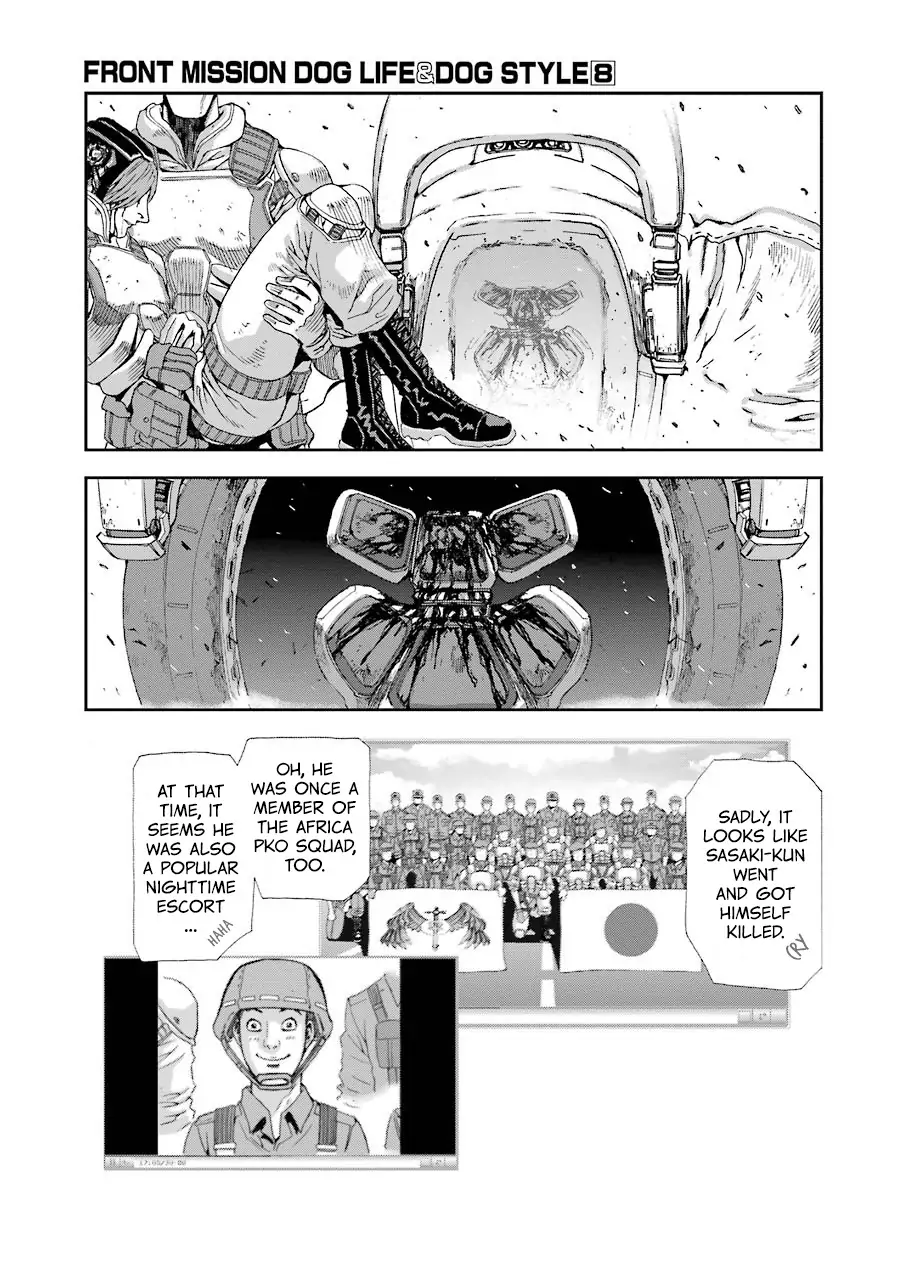 FRONT MISSION DOG LIFE&DOG STYLE 8
SADLY, IT
LOOKS LIKE
SASAKI-KUN
WENT
AND GOT
HIMSELF
KILLED.
CRY
OH, HE
WAS ONCE A
MEMBER OF
THE AFRICA
PKO SQUAD,
TOO.
AT THAT
TIME, IT
SEEMS HE
WAS ALSO
A POPULAR
NIGHTTIME
ESCORT
...
HAHA